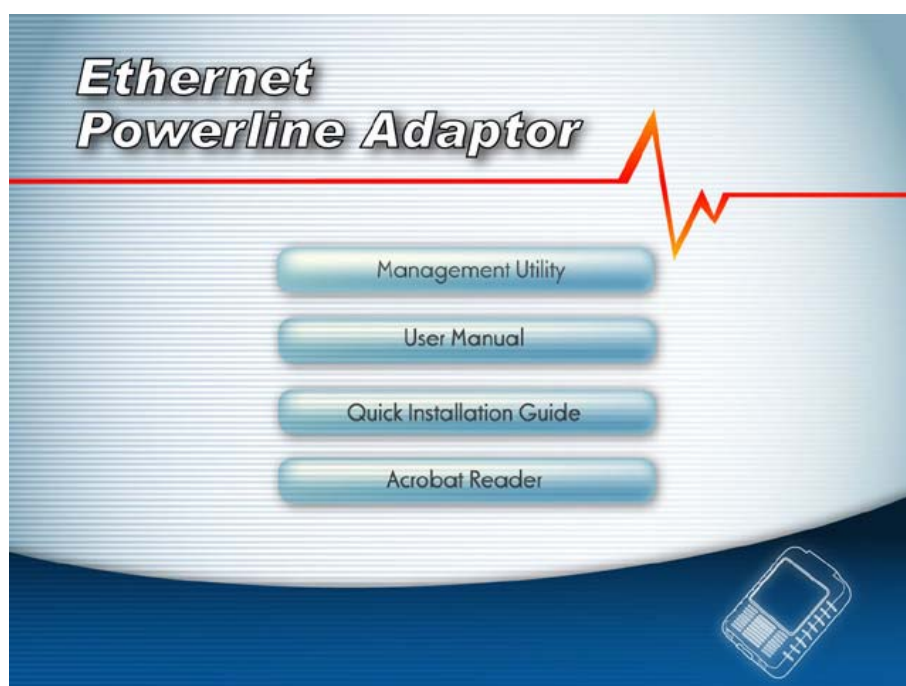 Ethernet
Powerline Adaptor
Management Utility
User Manual
Quick Installation Guide
Acrobat Reader